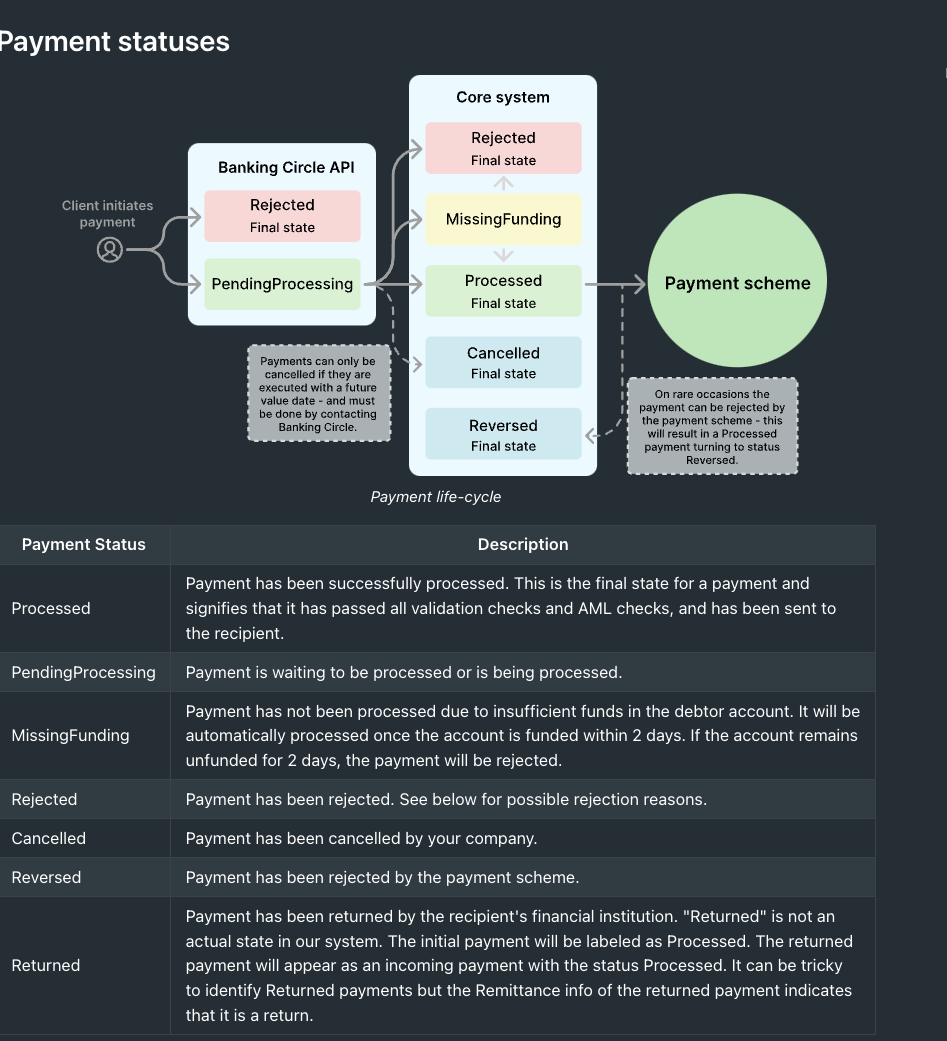 Payment statuses
Core system
Rejected
Final state
Banking Circle API
Client initiates
payment
Rejected
Final state
MissingFunding
PendingProcessing
Processed
Final state
Payment scheme
Payments can only be
cancelled if they are
executed with a future
value date - and must
be done by contacting
Banking Circle.
Cancelled
Final state
On rare occasions the
payment can be rejected by
the payment scheme - this
will result in a Processed
payment turning to status
Reversed.
Reversed
Final state
Payment life-cycle
Payment Status
Description
Processed
Payment has been successfully processed. This is the final state for a payment and
signifies that it has passed all validation checks and AML checks, and has been sent to
the recipient.
PendingProcessing
Payment is waiting to be processed or is being processed.
MissingFunding
Payment has not been processed due to insufficient funds in the debtor account. It will be
automatically processed once the account is funded within 2 days. If the account remains
unfunded for 2 days, the payment will be rejected.
Rejected
Payment has been rejected. See below for possible rejection reasons.
Cancelled
Payment has been cancelled by your company.
Reversed
Payment has been rejected by the payment scheme.
Returned
Payment has been returned by the recipient's financial institution. "Returned" is not an
actual state in our system. The initial payment will be labeled as Processed. The returned
payment will appear as an incoming payment with the status Processed. It can be tricky
to identify Returned payments but the Remittance info of the returned payment indicates
that it is a return.